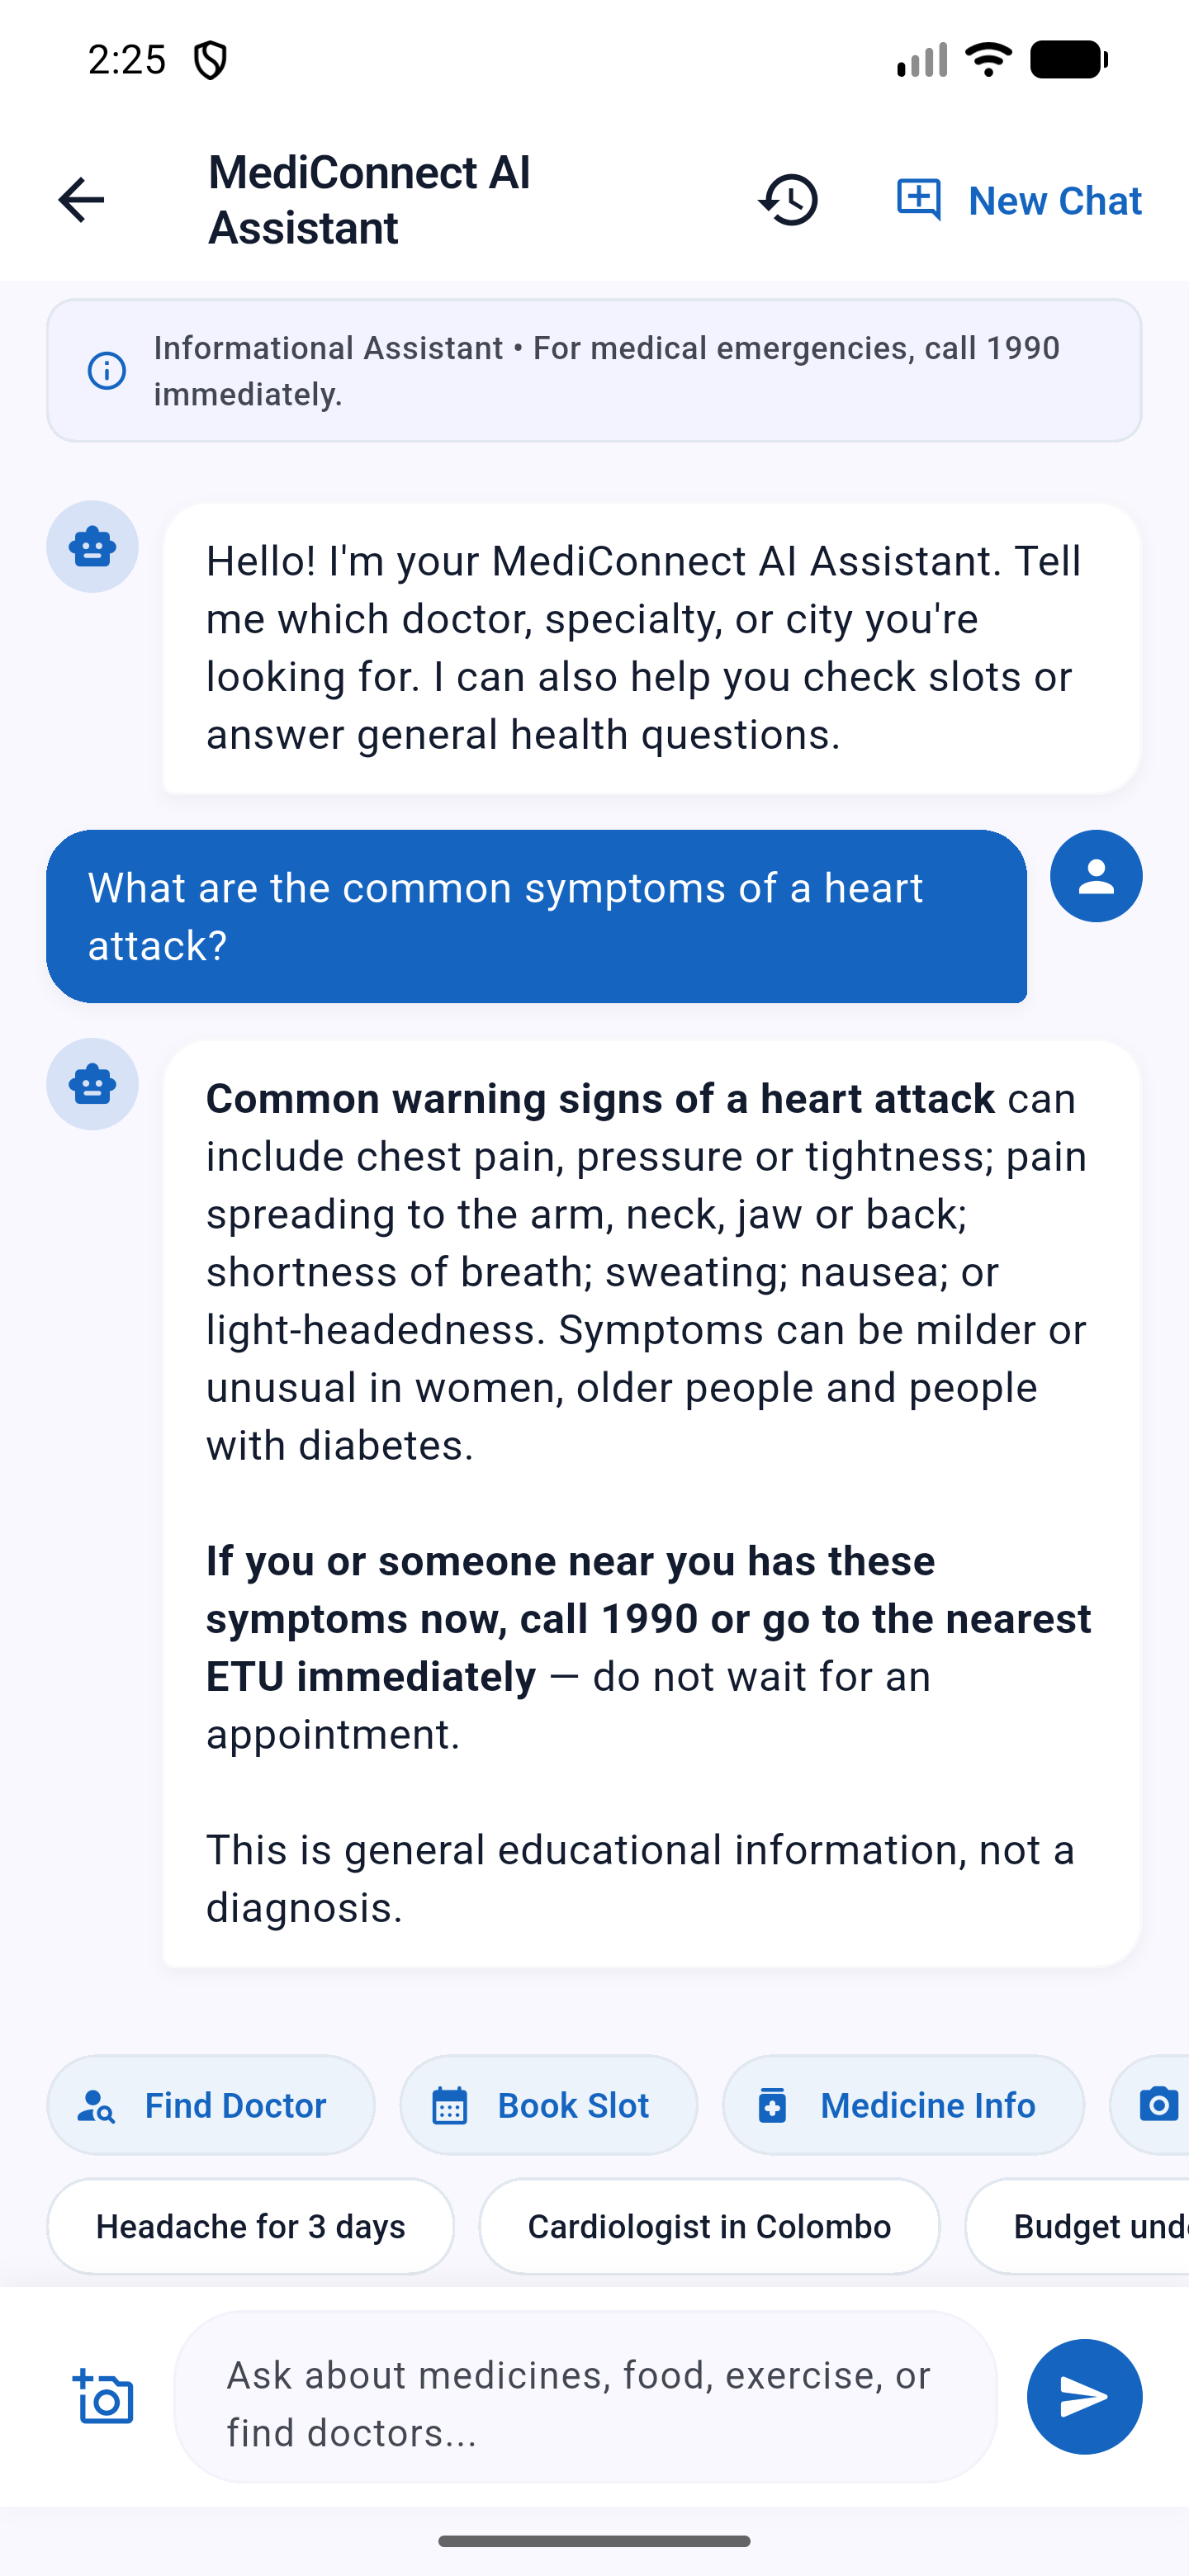 2:25
MediConnect AI
Assistant
New Chat
Informational Assistant • For medical emergencies, call 1990
immediately.
Hello! I'm your MediConnect AI Assistant. Tell
me which doctor, specialty, or city you're
looking for. I can also help you check slots or
answer general health questions.
What are the common symptoms of a heart
attack?
Common warning signs of a heart attack can
include chest pain, pressure or tightness; pain
spreading to the arm, neck, jaw or back;
shortness of breath; sweating; nausea; or
light-headedness. Symptoms can be milder or
unusual in women, older people and people
with diabetes.
If you or someone near you has these
symptoms now, call 1990 or go to the nearest
ETU immediately — do not wait for an
appointment.
This is general educational information, not a
diagnosis.
Find Doctor
Book Slot
Medicine Info
Headache for 3 days
Cardiologist in Colombo
Budget
Ask about medicines, food, exercise, or
find doctors...